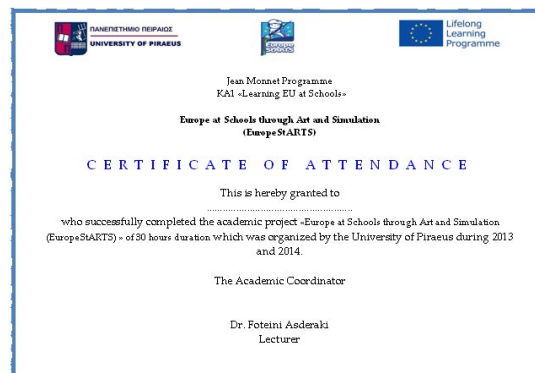 ΠΑΝΕΠΙΣΤΗΜΙΟ ΠΕΙΡΑΙΩΣ
UNIVERSITY OF PIRAEUS
Europe
StARTS
Lifelong
Learning
Programme
Jean Monnet Programme
KA1 «Learning EU at Schools»
Europe at Schools through Art and Simulation
(EuropeStARTS)
CERTIFICATE OF ATTENDANCE
This is hereby granted to
who successfully completed the academic project «Europe at Schools through Art and Simulation
(EuropeStARTS) » of 30 hours duration which was organized by the University of Piraeus during 2013
and 2014.
The Academic Coordinator
Dr. Foteini Asderaki
Lecturer